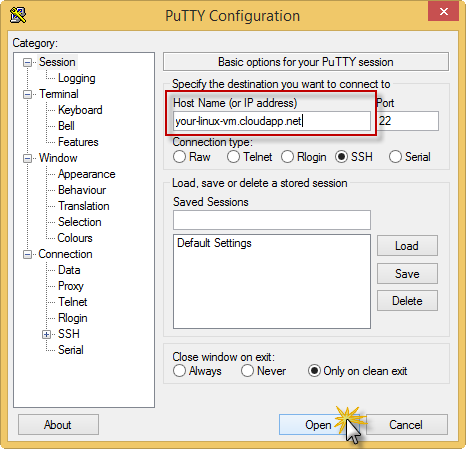 PuTTY Configuration
Category:
Session
Logging
Terminal
Keyboard
Bell
Features
Window
Appearance
Behaviour
Translation
Selection
Colours
Connection
Data
Proxy
Telnet
Rlogin
SSH
Serial
Basic options for your PuTTY session
Specify the destination you want to connect to
Host Name (or IP address) Port
your-linux-vm.cloudapp.net 22
Connection type:
Raw Telnet Rlogin SSH Serial
Load, save or delete a stored session
Saved Sessions
Default Settings
Load
Save
Delete
Close window on exit:
Always Never Only on clean exit
About Open Cancel